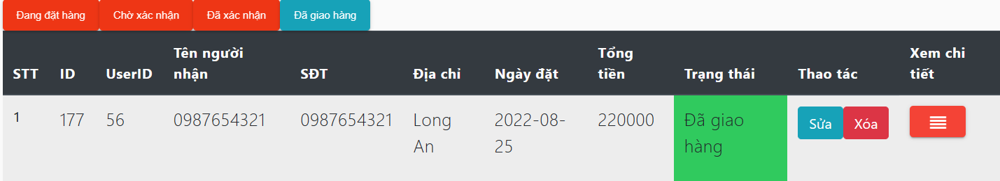 Đang đặt hàng Chờ xác nhận Đã xác nhận Đã giao hàng
STT ID UserID Tên người nhận SĐT Địa chỉ Ngày đặt Tổng tiền Trạng thái Thao tác Xem chi tiết
1 177 56 0987654321 0987654321 Long An 2022-08-25 220000 Đã giao hàng Sửa Xóa